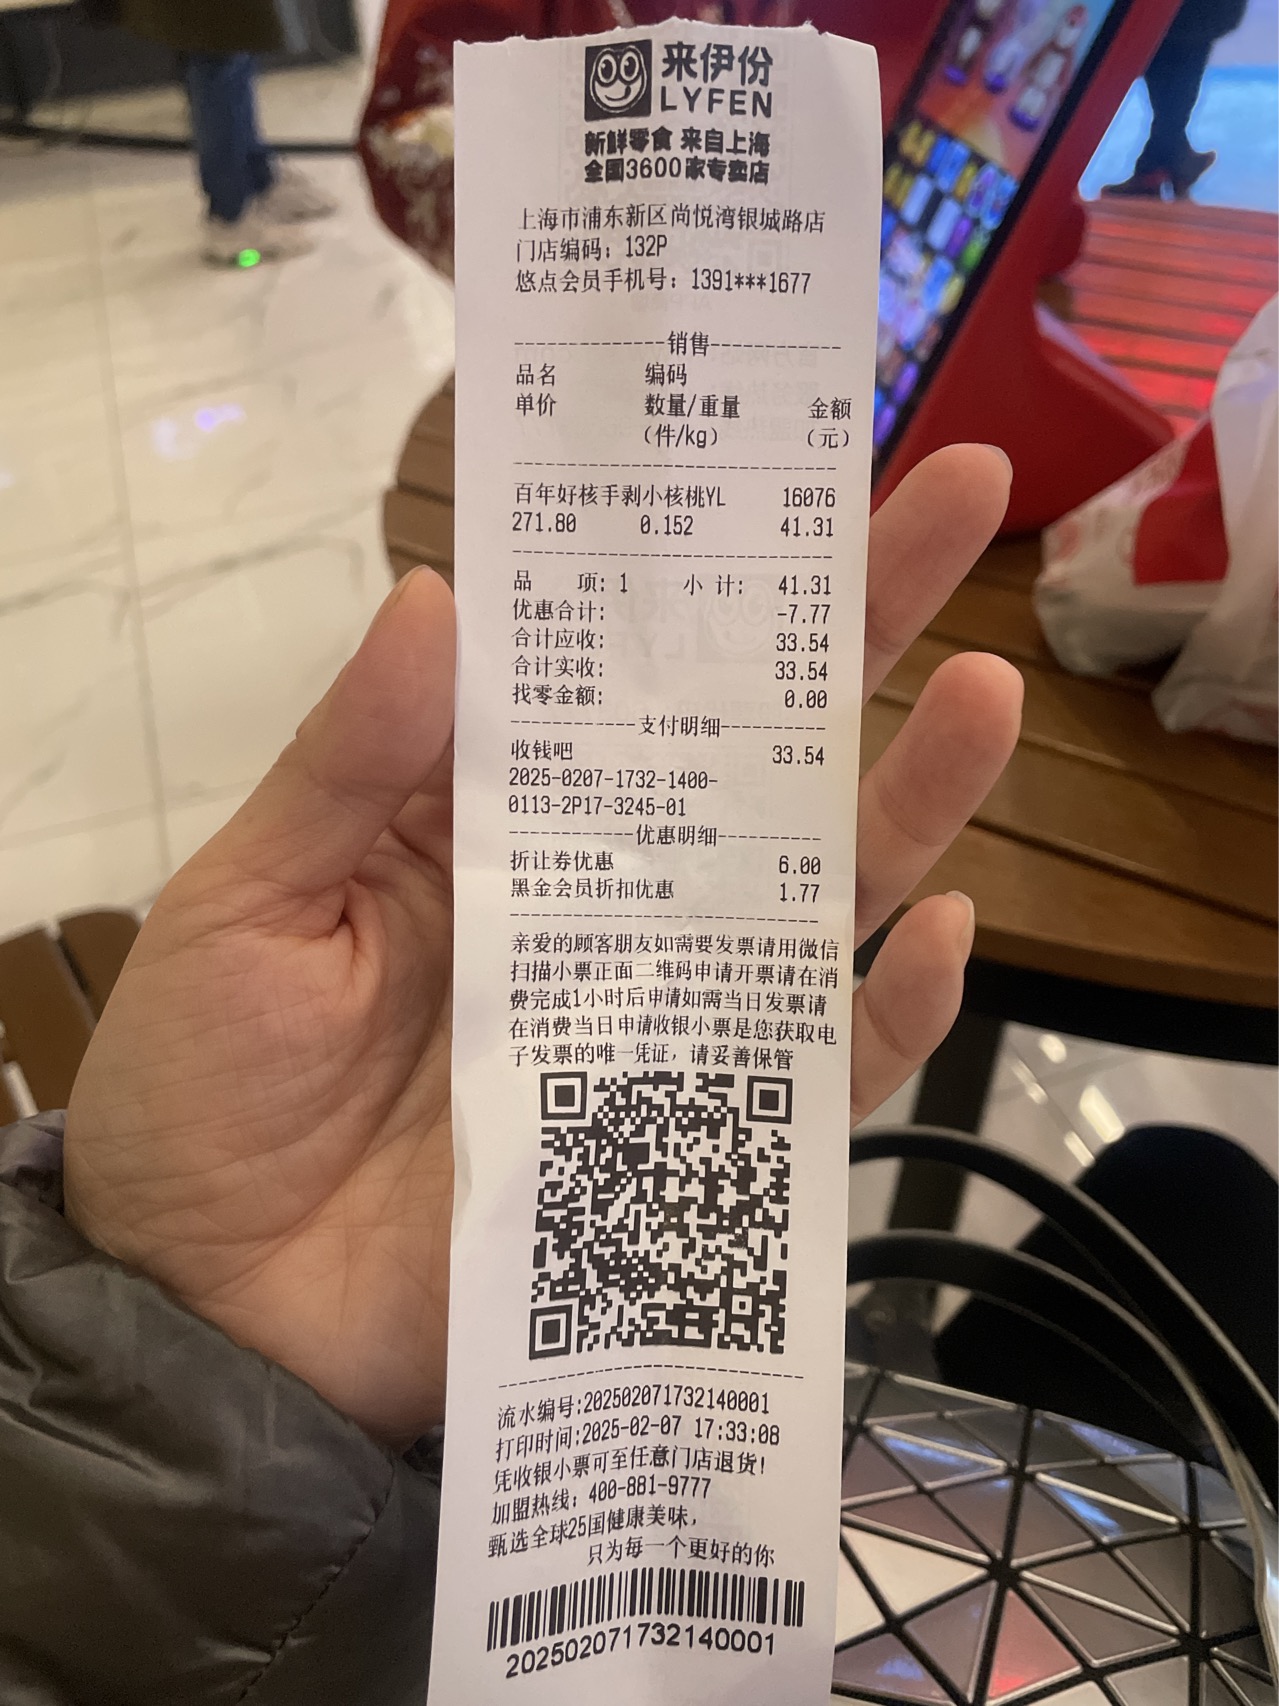 来伊份
LYFEN
新鲜零食 来自上海
全国3600家专卖店
上海市浦东新区尚悦湾银城路店
门店编码：132P
悠点会员手机号：1391***1677
--------------销售------------
品名 编码
单价 数量/重量 金额
（件/kg） （元）
------------------------------
百年好核手剥小核桃YL 16076
271.80 0.152 41.31
------------------------------
品 项：1 小 计: 41.31
优惠合计: -7.77
合计应收: 33.54
合计实收: 33.54
找零金额: 0.00
------------支付明细----------
收钱吧 33.54
2025-0207-1732-1400-
0113-2P17-3245-01
------------优惠明细----------
折让券优惠 6.00
黑金会员折扣优惠 1.77
------------------------------
亲爱的顾客朋友如需要发票请用微信
扫描小票正面二维码申请开票请在消
费完成1小时后申请如需当日发票请
在消费当日申请收银小票是您获取电
子发票的唯一凭证，请妥善保管
------------------------------
流水编号:202502071732140001
打印时间:2025-02-07 17:33:08
凭收银小票可至任意门店退货！
加盟热线：400-881-9777
甄选全球25国健康美味，
只为每一个更好的你
202502071732140001